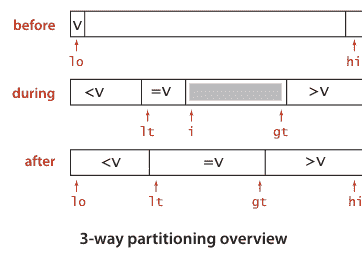 before V
lo hi
during <V =V >V
lt i gt
after <V =V >V
lo lt gt hi
3-way partitioning overview